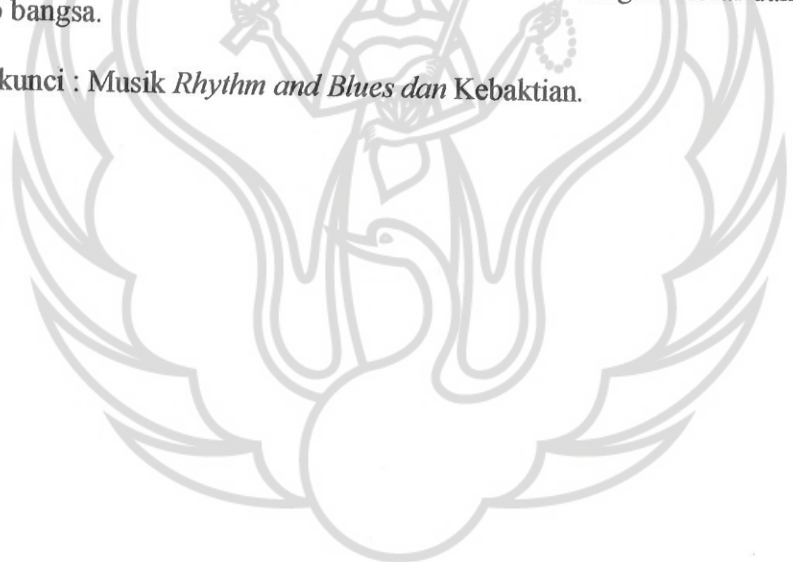 bangsa.
kunci : Musik Rhythm and Blues dan Kebaktian.